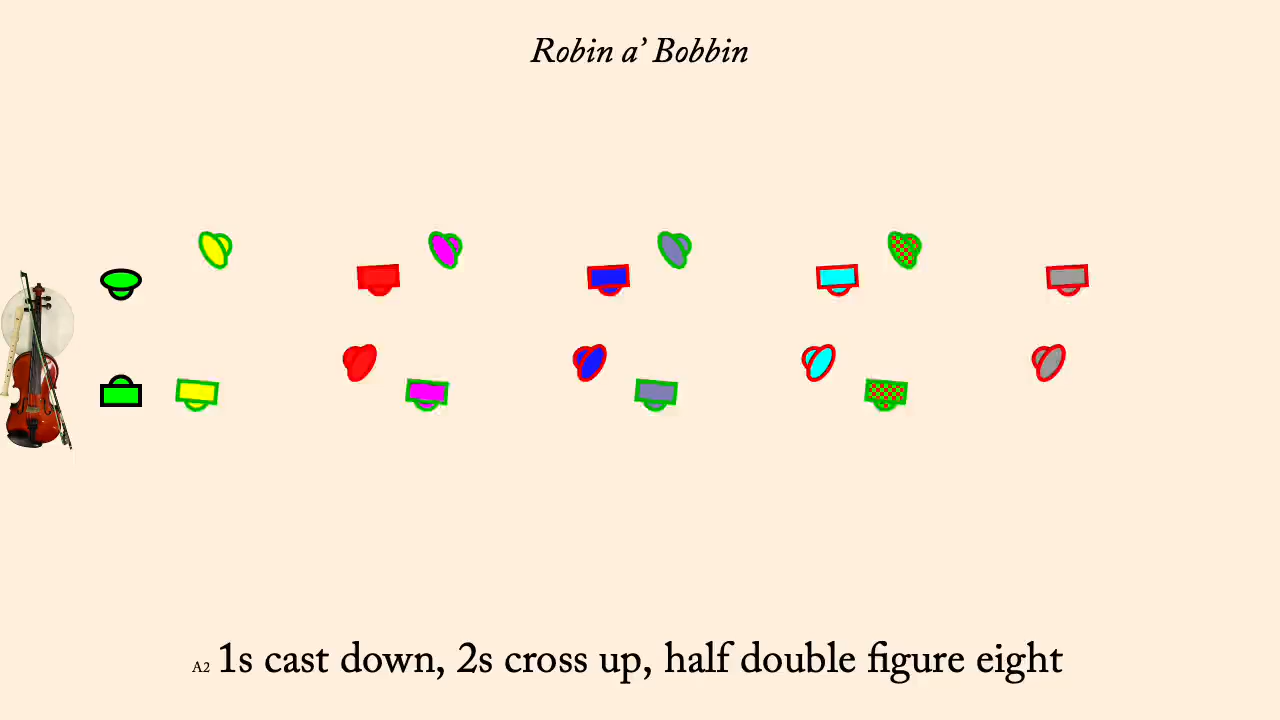 Robin a’ Bobbin
A2 1s cast down, 2s cross up, half double figure eight